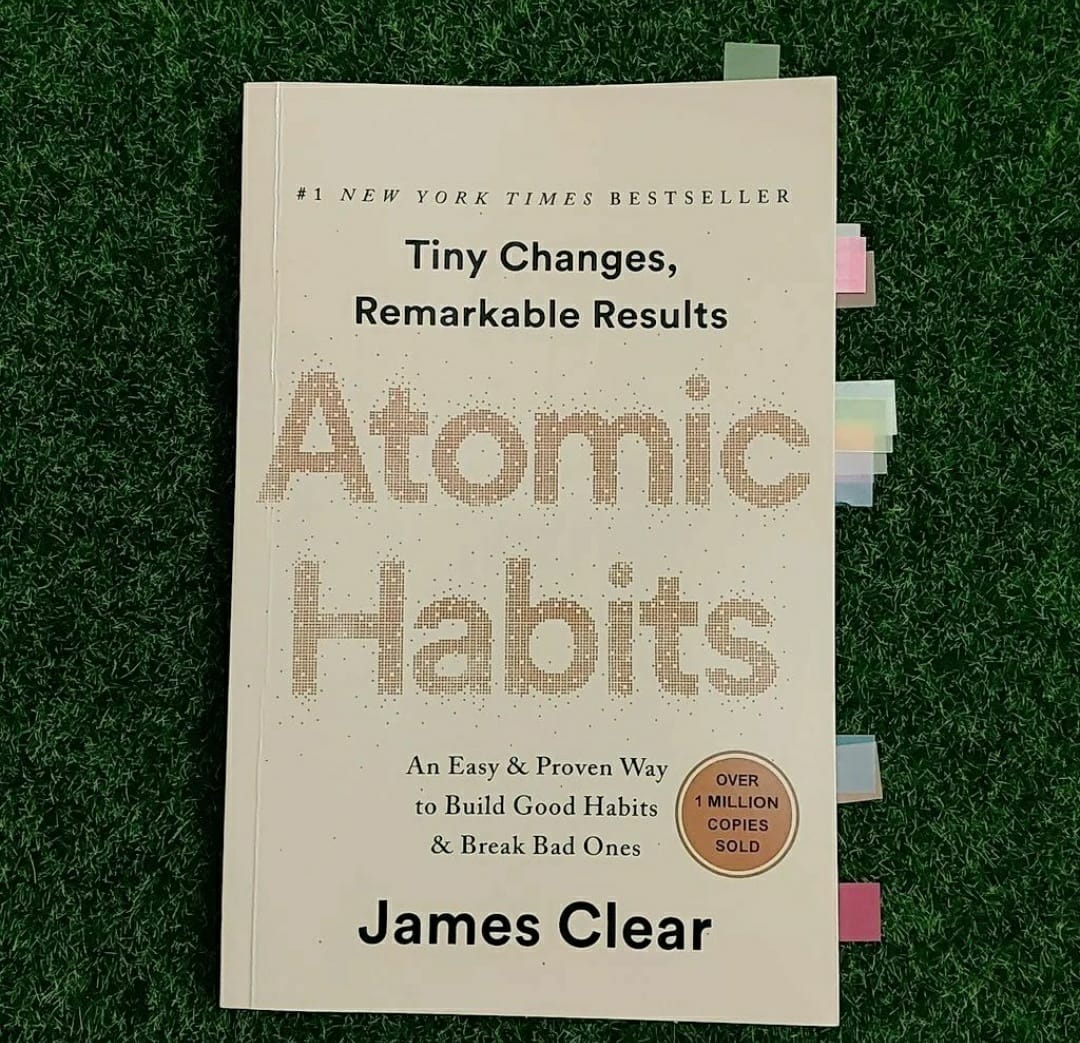 #1 NEW YORK TIMES BESTSELLER
Tiny Changes,
Remarkable Results
Atomic
Habits
An Easy & Proven Way
to Build Good Habits
& Break Bad Ones
OVER
1 MILLION
COPIES
SOLD
James Clear